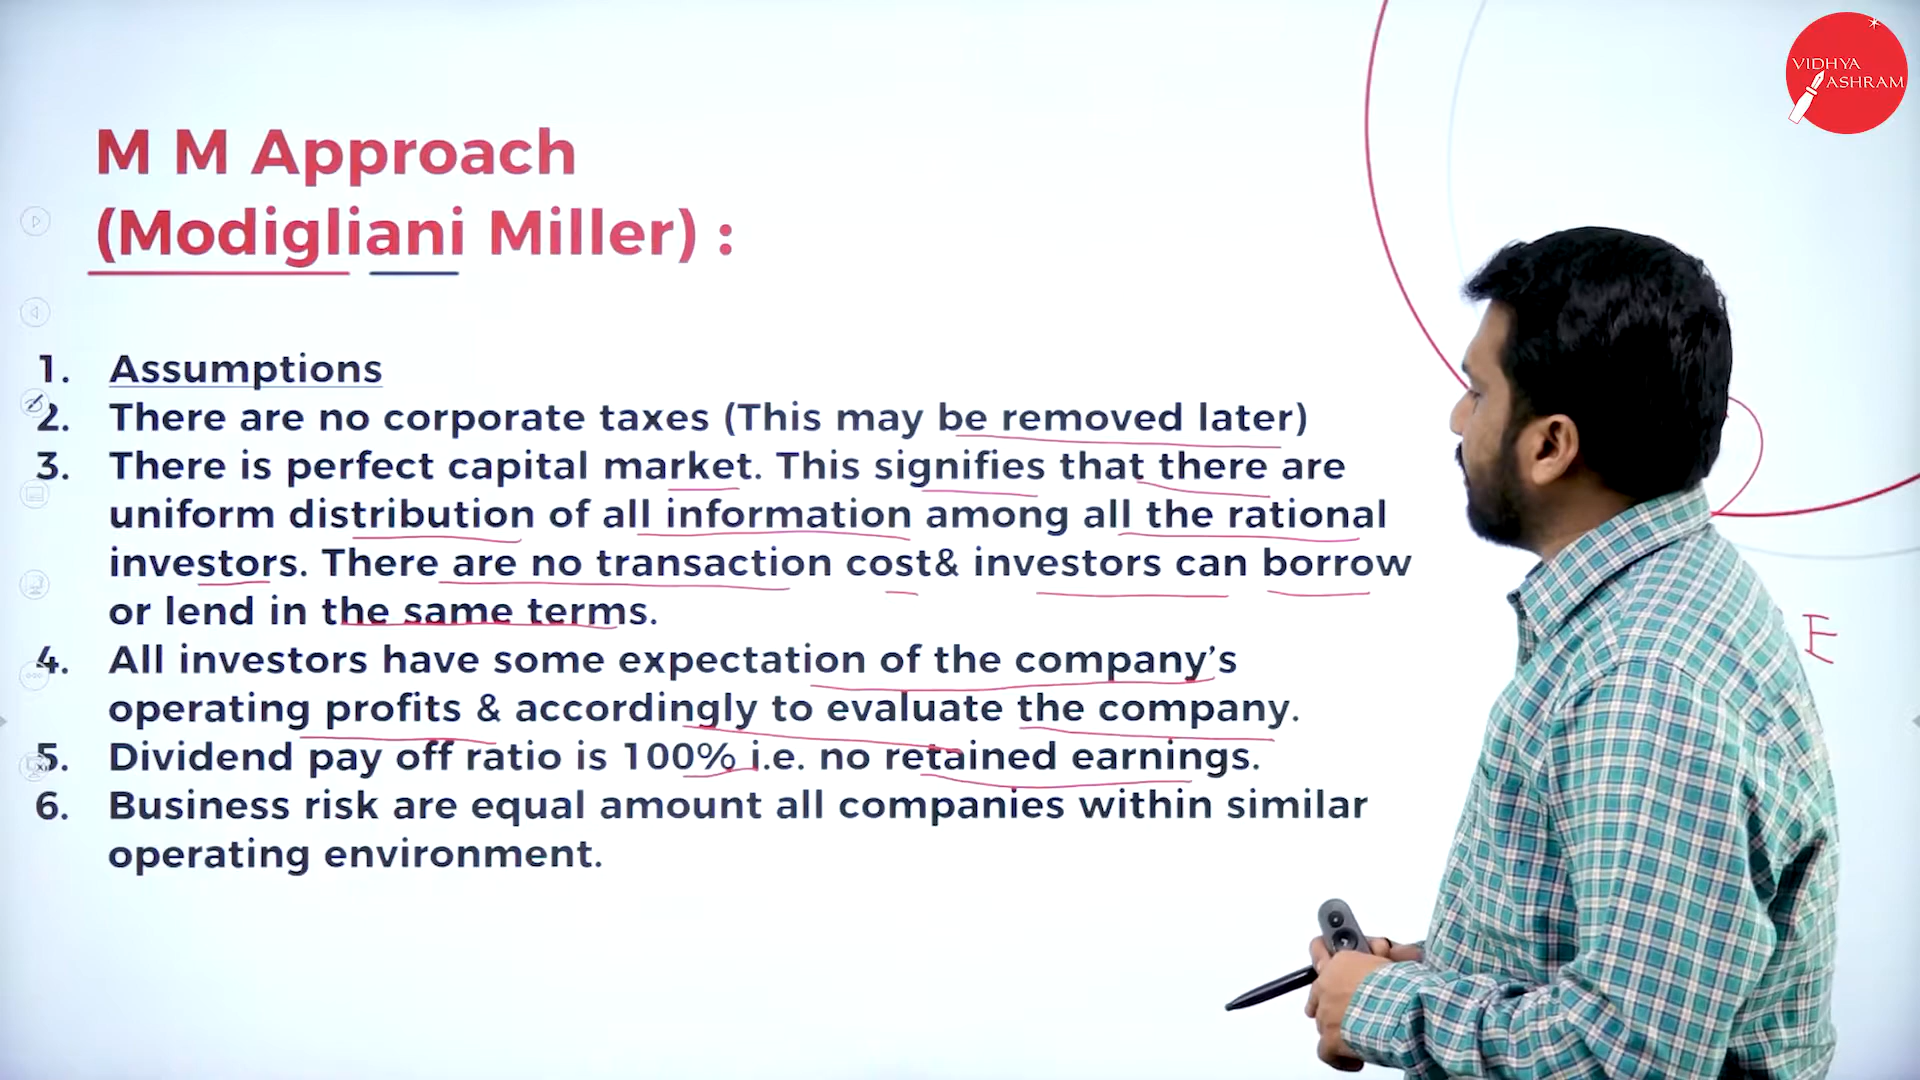 VIDHYA
ASHRAM
M M Approach
(Modigliani Miller) :
1. Assumptions
2. There are no corporate taxes (This may be removed later)
3. There is perfect capital market. This signifies that there are
uniform distribution of all information among all the rational
investors. There are no transaction cost& investors can borrow
or lend in the same terms.
4. All investors have some expectation of the company's
operating profits & accordingly to evaluate the company.
5. Dividend pay off ratio is 100% i.e. no retained earnings.
6. Business risk are equal amount all companies within similar
operating environment.
E